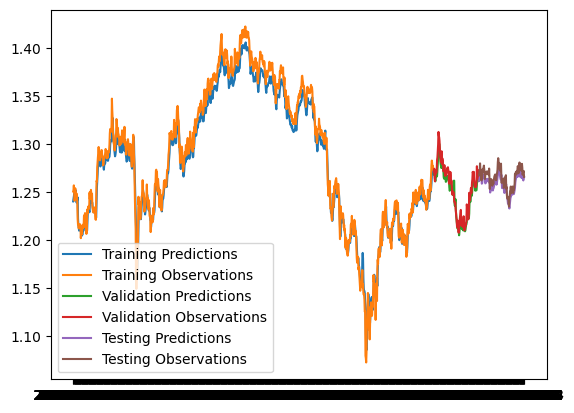 1.40
1.35
1.30
1.25
1.20
1.15
1.10
Training Predictions
Training Observations
Validation Predictions
Validation Observations
Testing Predictions
Testing Observations